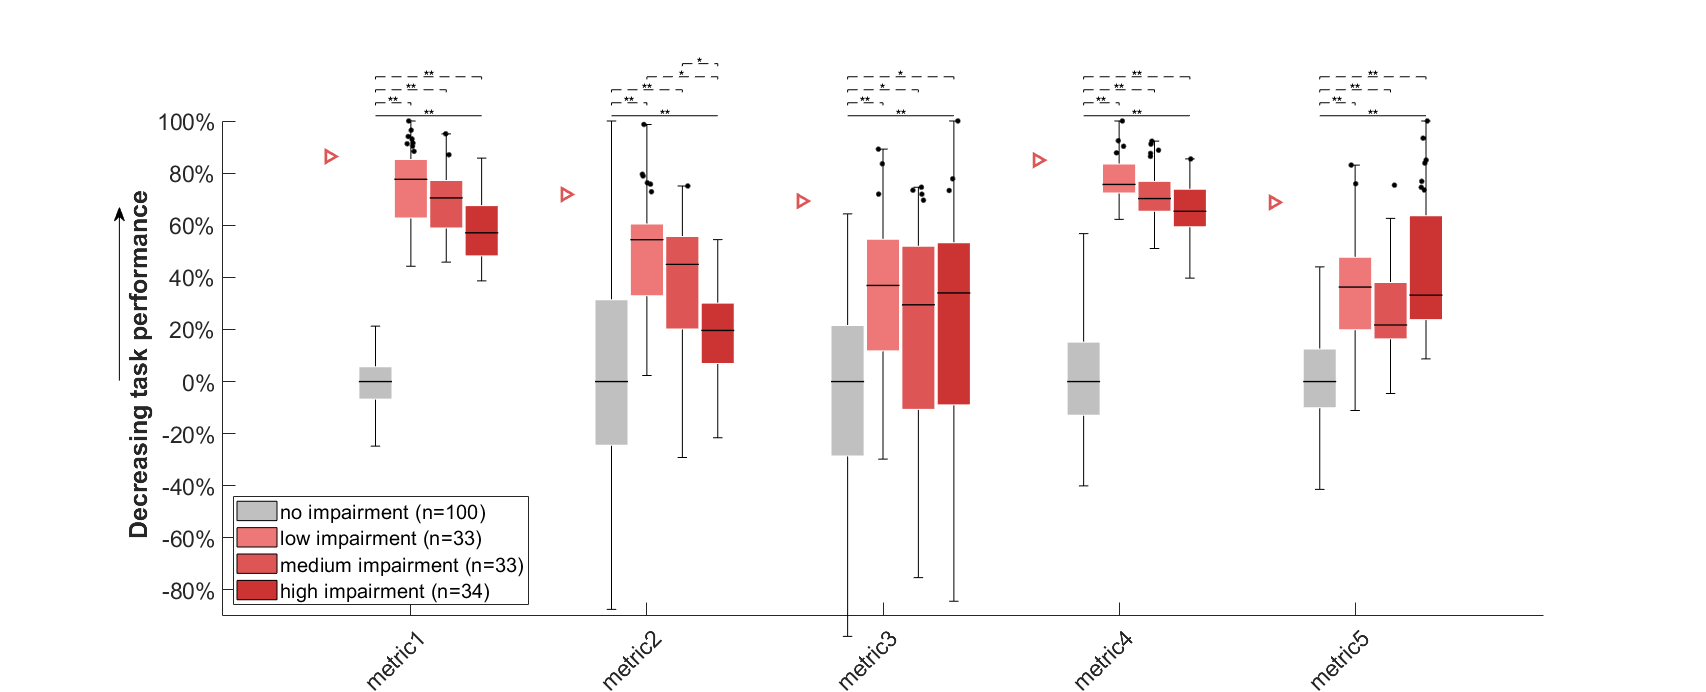 Decreasing task performance
100%
80%
60%
40%
20%
0%
-20%
-40%
-60%
-80%
** ** ** **
* * ** ** **
* * ** **
** ** ** **
** ** ** **
no impairment (n=100)
low impairment (n=33)
medium impairment (n=33)
high impairment (n=34)
metric1
metric2
metric3
metric4
metric5